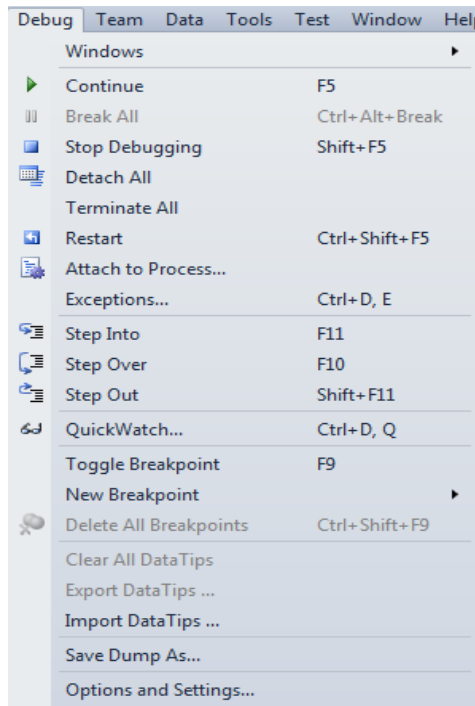 Debug Team Data Tools Test Window Help
Windows
Continue F5
Break All Ctrl+Alt+Break
Stop Debugging Shift+F5
Detach All
Terminate All
Restart Ctrl+Shift+F5
Attach to Process...
Exceptions... Ctrl+D, E
Step Into F11
Step Over F10
Step Out Shift+F11
QuickWatch... Ctrl+D, Q
Toggle Breakpoint F9
New Breakpoint
Delete All Breakpoints Ctrl+Shift+F9
Clear All DataTips
Export DataTips ...
Import DataTips ...
Save Dump As...
Options and Settings...